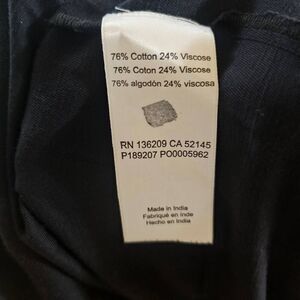 76% Cotton 24% Viscose
76% Coton 24% Viscose
76% algodón 24% viscosa
RN 136209 CA 52145
P189207 PO0005962
Made in India
Fabriqué en Inde
Hecho en India